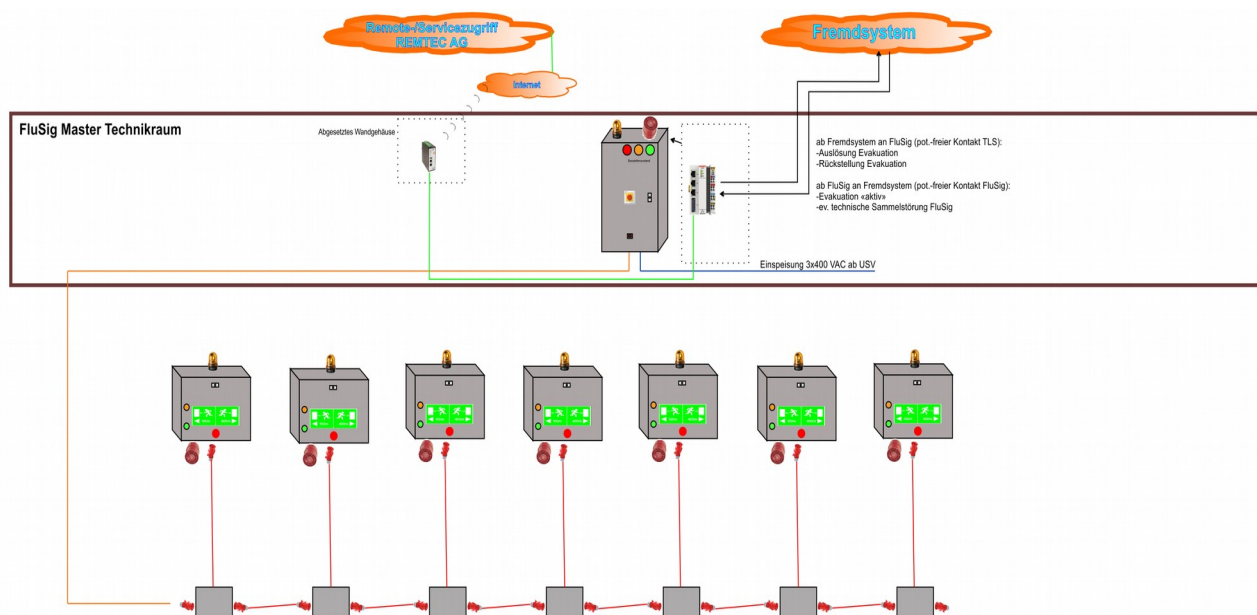 Remote-/Servicezugriff
REMTEC AG
Fremdsystem
Internet
FluSig Master Technikraum
Abgesetztes Wandgehäuse
ab Fremdsystem an FluSig (pot.-freier Kontakt TLS):
-Auslösung Evakuation
-Rückstellung Evakuation
ab FluSig an Fremdsystem (pot.-freier Kontakt FluSig):
-Evakuation «aktiv»
-ev. technische Sammelstörung FluSig
Einspeisung 3x400 VAC ab USV